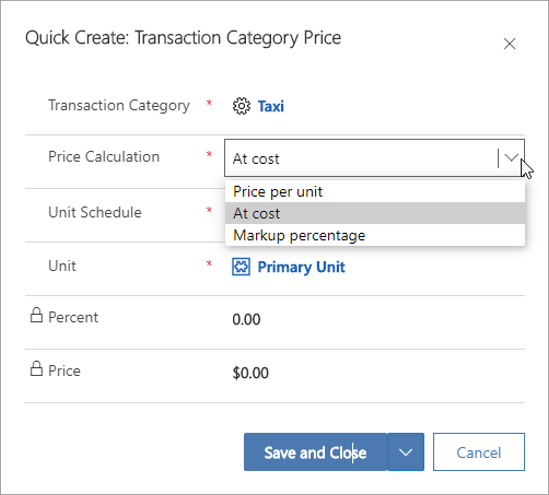 Quick Create: Transaction Category Price
Transaction Category * Taxi
Price Calculation * At cost
Price per unit
At cost
Markup percentage
Unit Schedule *
Unit * Primary Unit
Percent 0.00
Price $0.00
Save and Close Cancel